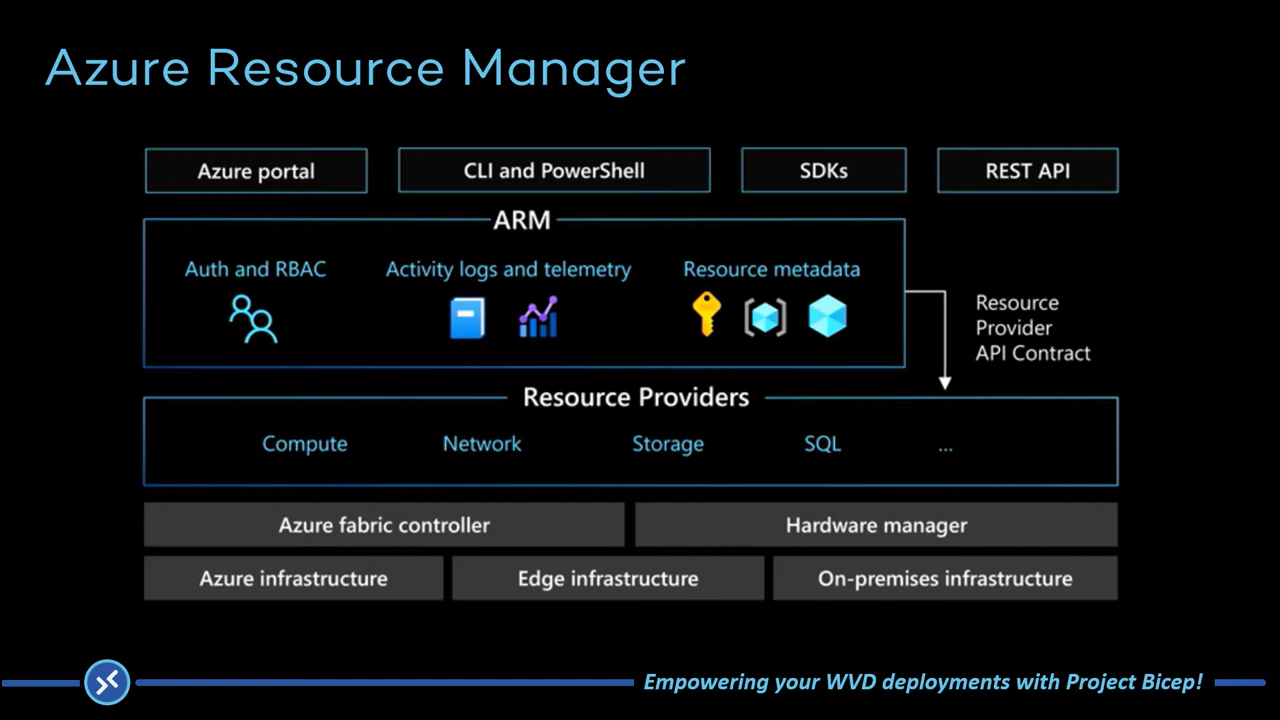 Azure Resource Manager
Azure portal
CLI and PowerShell
SDKs
REST API
ARM
Auth and RBAC
Activity logs and telemetry
Resource metadata
Resource
Provider
API Contract
Resource Providers
Compute
Network
Storage
SQL
...
Azure fabric controller
Hardware manager
Azure infrastructure
Edge infrastructure
On-premises infrastructure
Empowering your WVD deployments with Project Bicep!